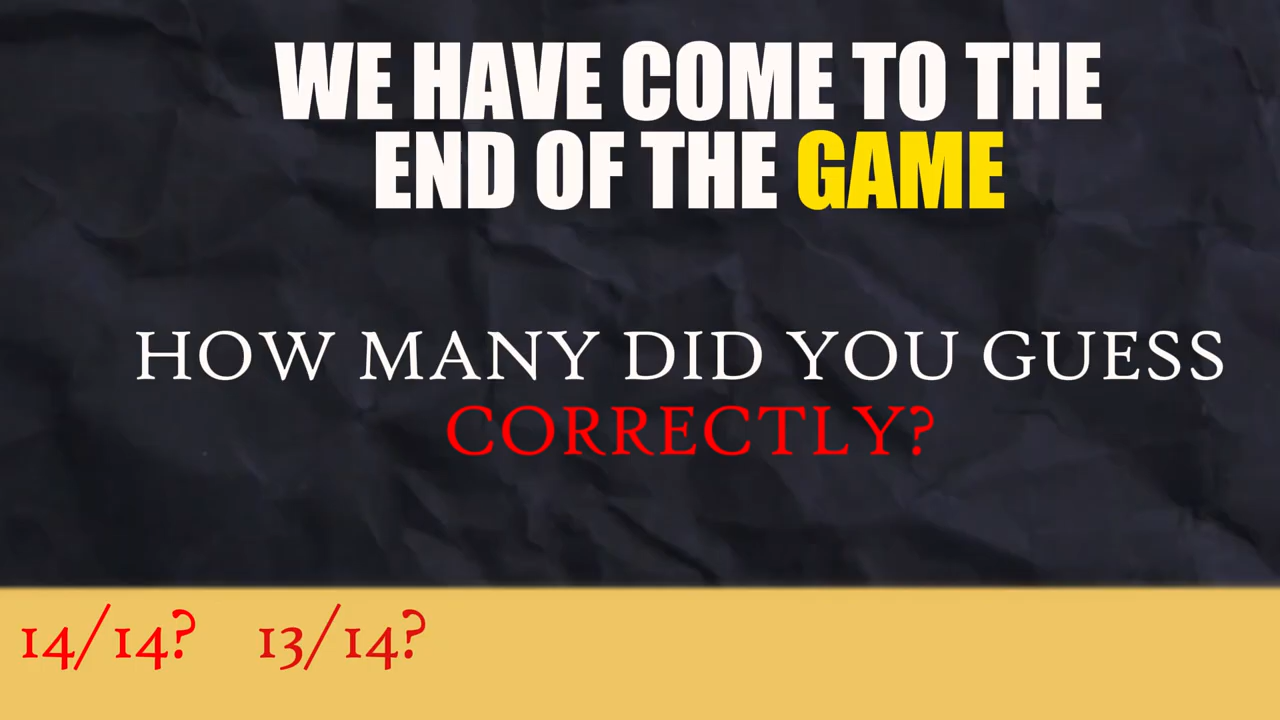 WE HAVE COME TO THE
END OF THE GAME
HOW MANY DID YOU GUESS
CORRECTLY?
14/14? 13/14?